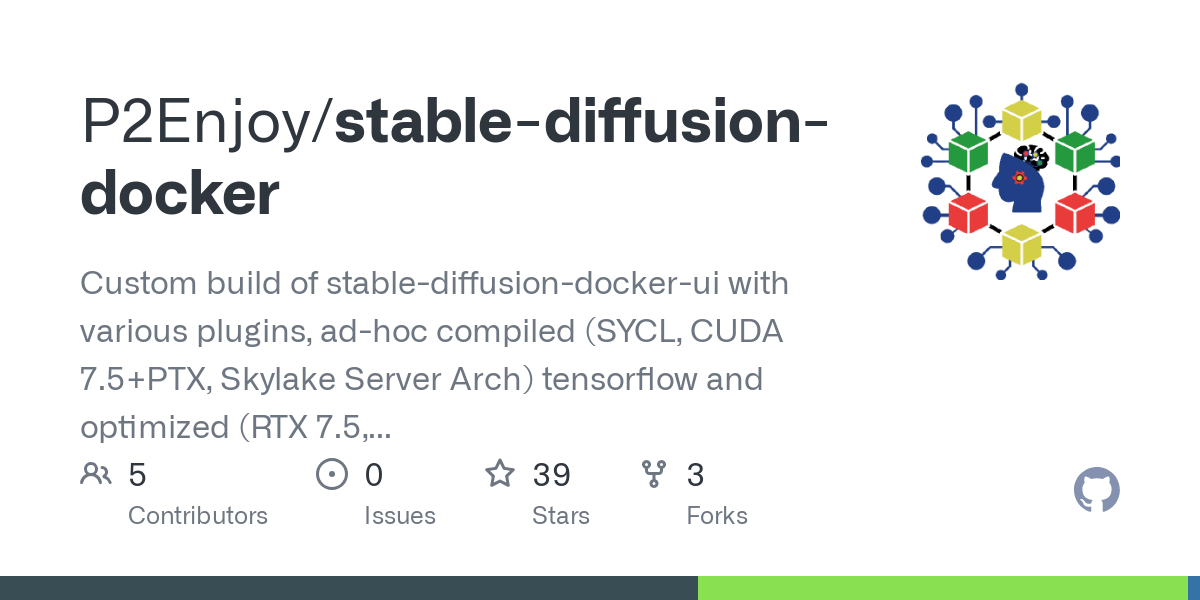 P2Enjoy/stable-diffusion-
docker
Custom build of stable-diffusion-docker-ui with
various plugins, ad-hoc compiled (SYCL, CUDA
7.5+PTX, Skylake Server Arch) tensorflow and
optimized (RTX 7.5,...
5 0 39 3
Contributors Issues Stars Forks